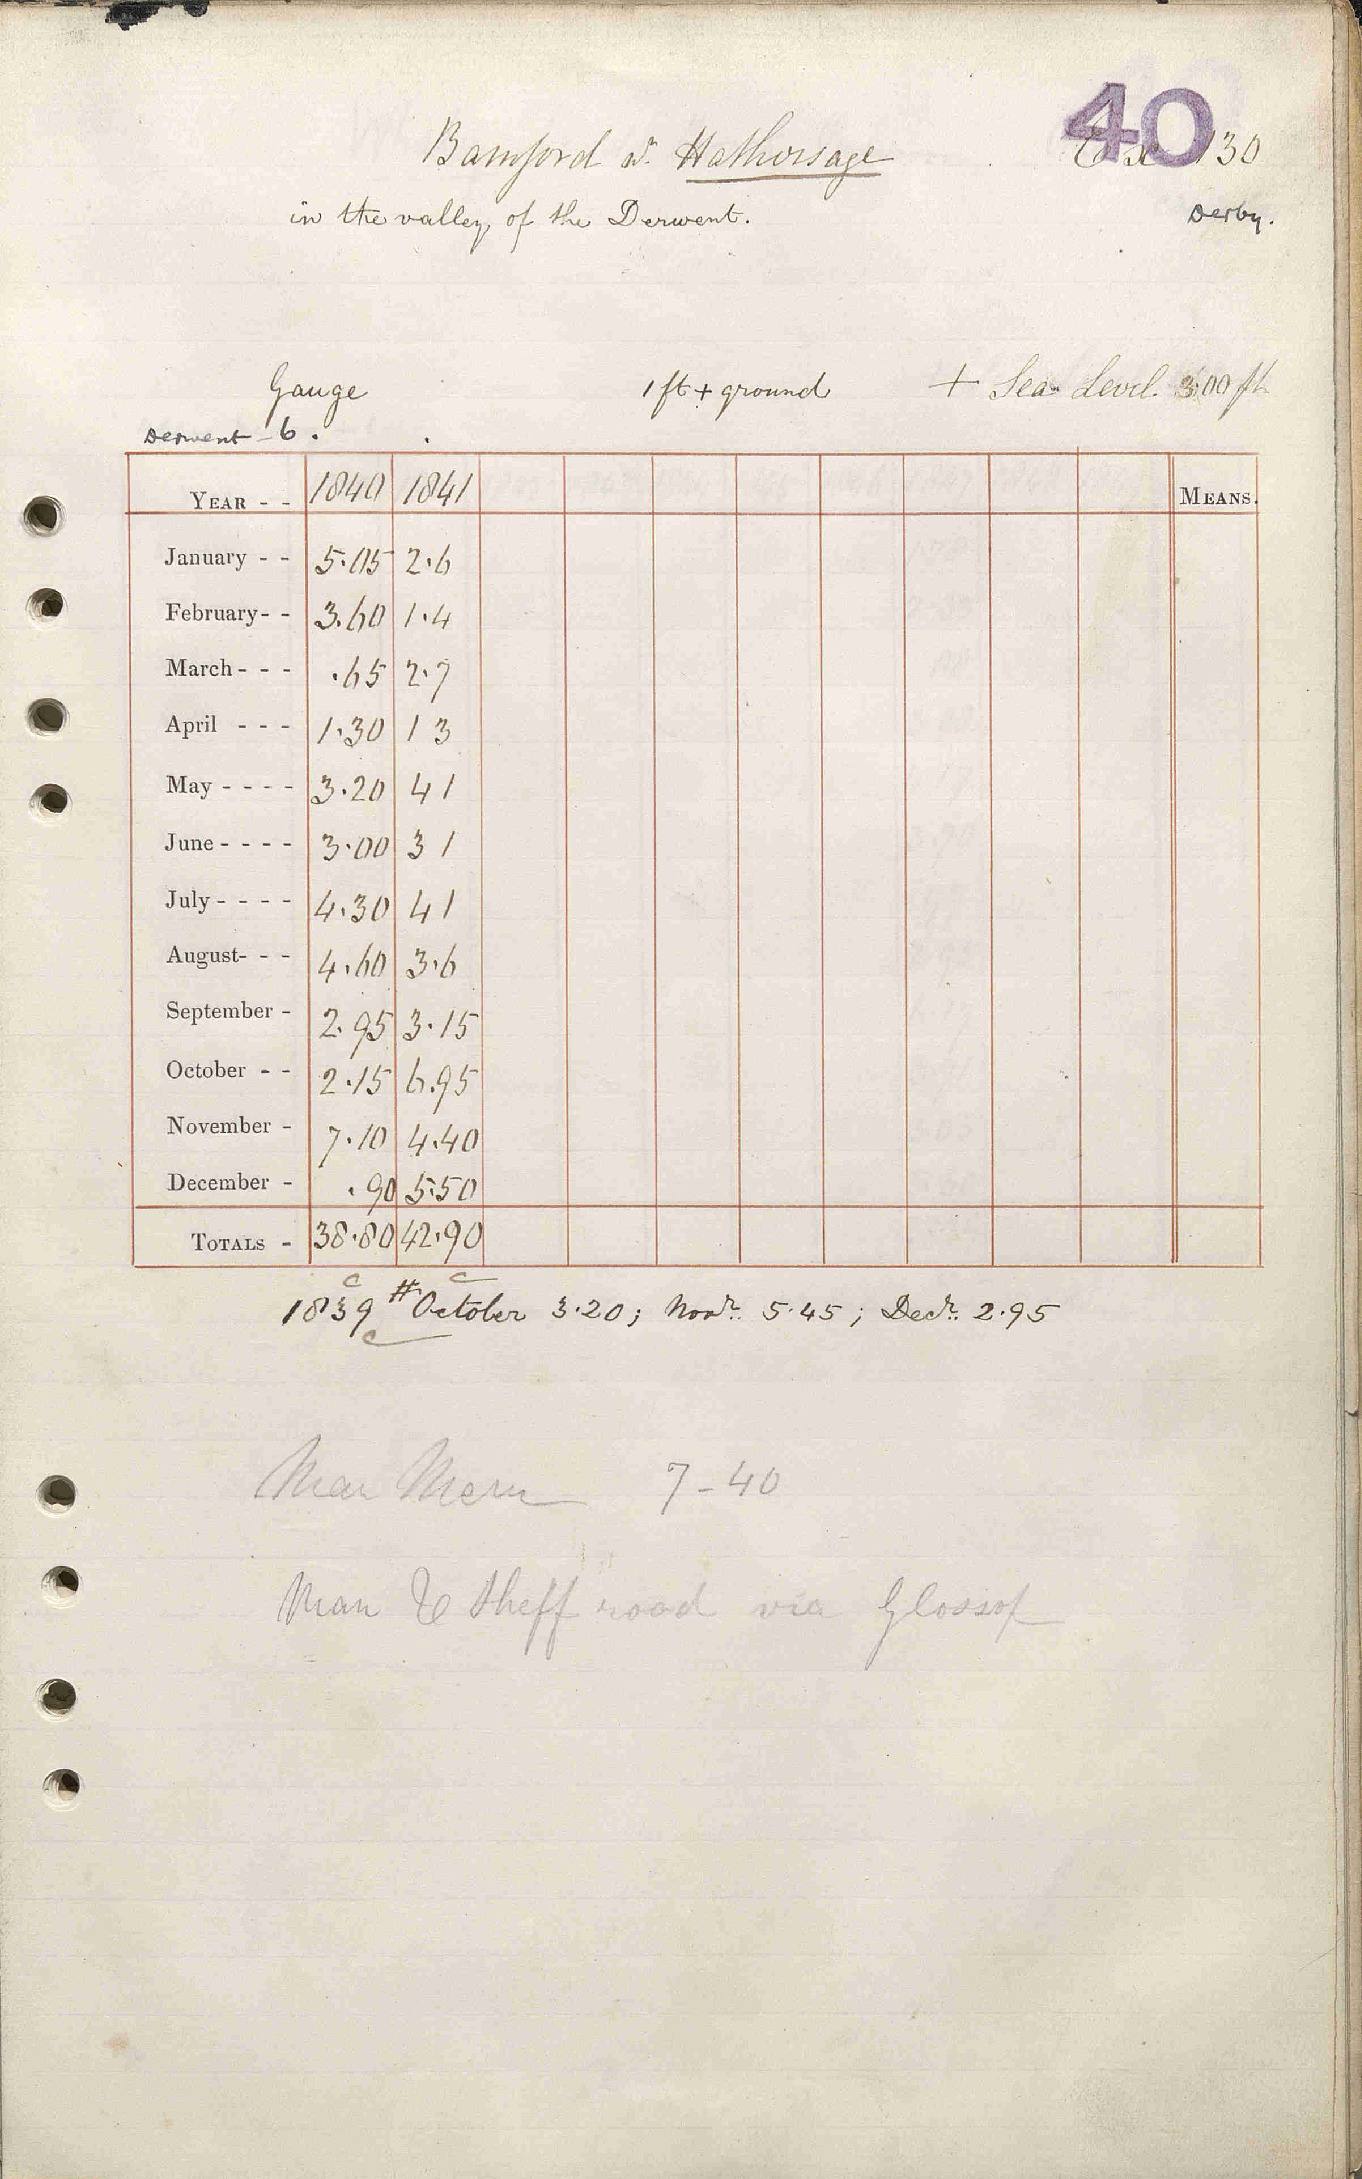 40
Bamford nr. Hathersage 130
in the valley of the Derwent. Derby.
Gauge 1 ft + ground + Sea Level 300 ft
Derwent - 6.
YEAR - - 1840 1841 MEANS.
January - - 5.05 2.6
February- - 3.60 1.4
March - - - .65 2.7
April - - - 1.30 1 3
May - - - - 3.20 4 1
June - - - - 3.00 3 1
July - - - - 4.30 4 1
August- - - 4.60 3.6
September - 2.95 3.15
October - - 2.15 6.95
November - 7.10 4.40
December - .90 5.50
TOTALS - 38.80 42.90
c c
1839 # October 3.20; Novr. 5.45; Decr. 2.95
c
Man Mem 7-40
Man & Sheff road via Glossop